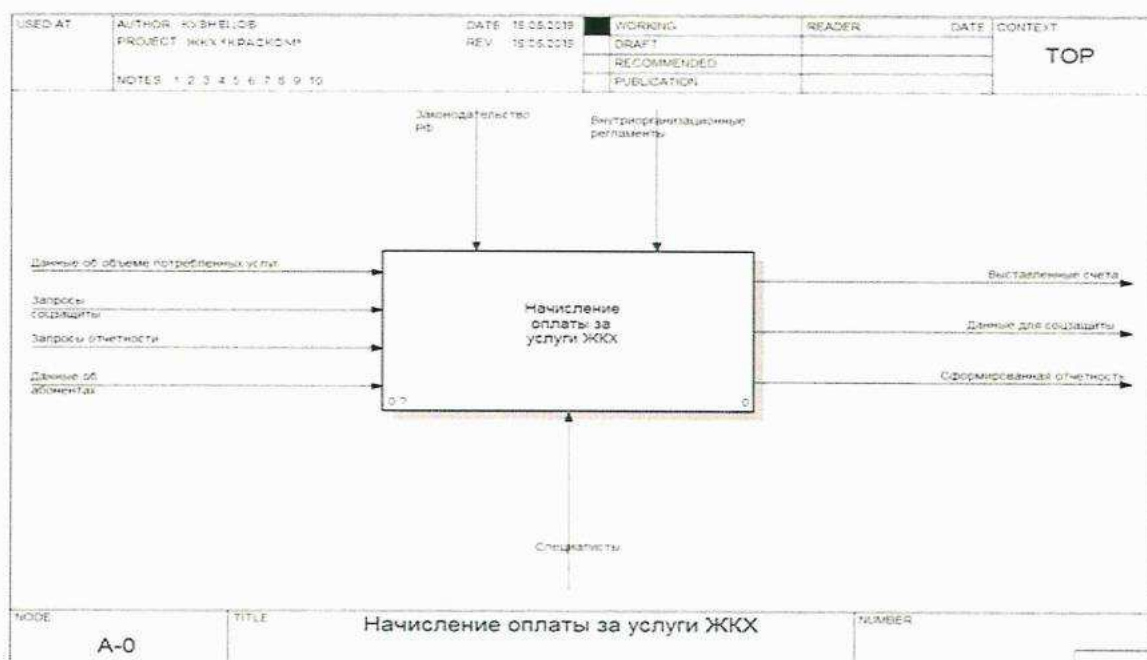 USED AT:
AUTHOR:
DATE: 15.05.2019
WORKING
READER
DATE
CONTEXT:
PROJECT: ЖКХ "КРАСКОМ"
REV: 15.05.2019
DRAFT
TOP
RECOMMENDED
NOTES: 1 2 3 4 5 6 7 8 9 10
PUBLICATION
Законодательство
РФ
Внутриорганизационные
регламенты
Данные об объеме потребленных услуг
Запросы
соцзащиты
Запросы отчетности
Данные об
абонентах
Начисление
оплаты за
услуги ЖКХ
0 ?
0
Выставленные счета
Данные для соцзащиты
Сформированная отчетность
Специалисты
NODE:
TITLE:
NUMBER:
A-0
Начисление оплаты за услуги ЖКХ